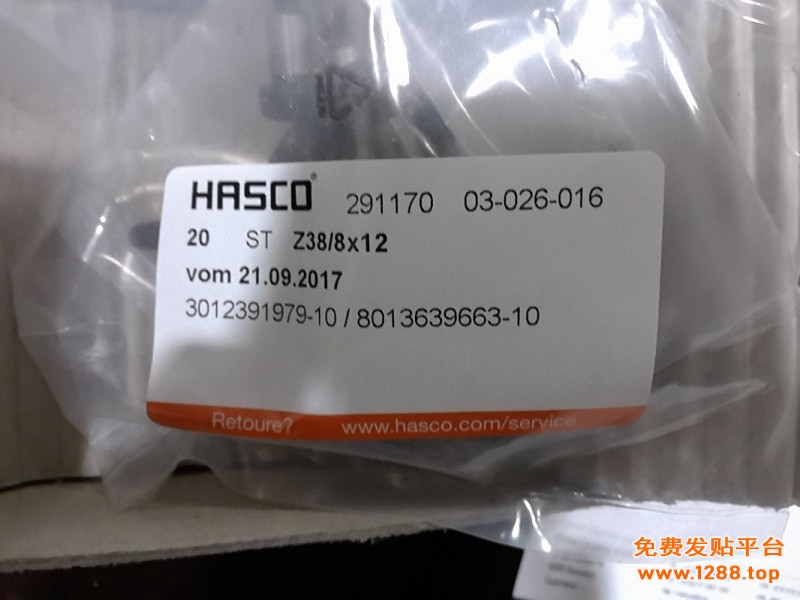 HASCO® 291170 03-026-016
20 ST Z38/8x12
vom 21.09.2017
3012391979-10 / 8013639663-10
Retoure? www.hasco.com/service
免费发贴平台
www.1288.top